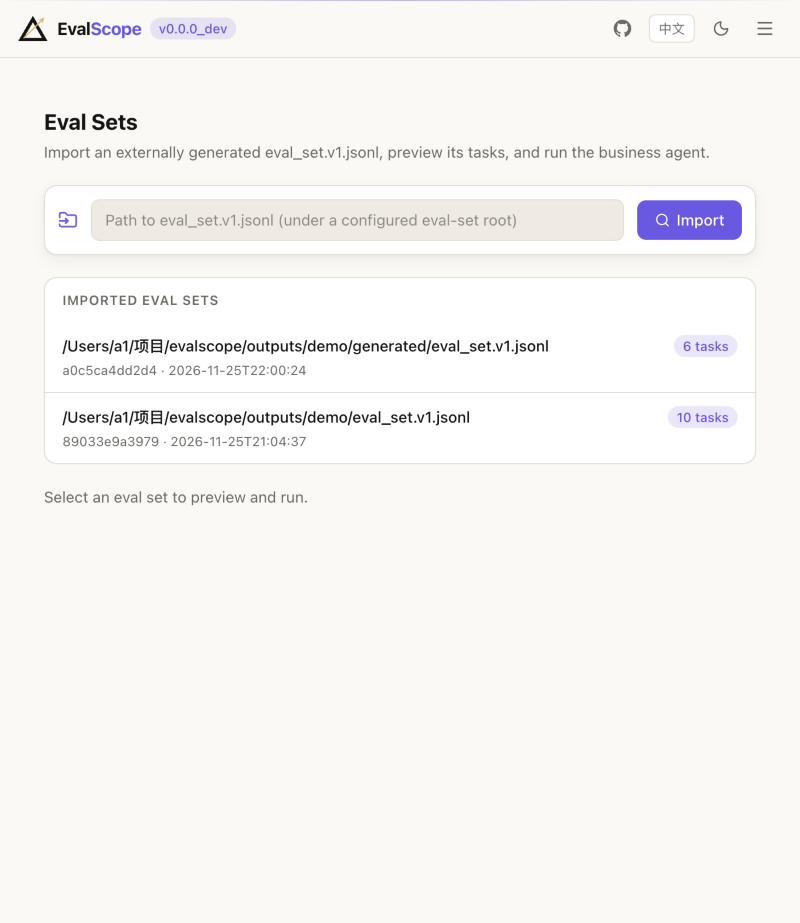 EvalScope v0.0.0_dev 中文
Eval Sets
Import an externally generated eval_set.v1.jsonl, preview its tasks, and run the business agent.
Path to eval_set.v1.jsonl (under a configured eval-set root) Import
IMPORTED EVAL SETS
/Users/a1/项目/evalscope/outputs/demo/generated/eval_set.v1.jsonl 6 tasks
a0c5ca4dd2d4 · 2026-11-25T22:00:24
/Users/a1/项目/evalscope/outputs/demo/eval_set.v1.jsonl 10 tasks
89033e9a3979 · 2026-11-25T21:04:37
Select an eval set to preview and run.